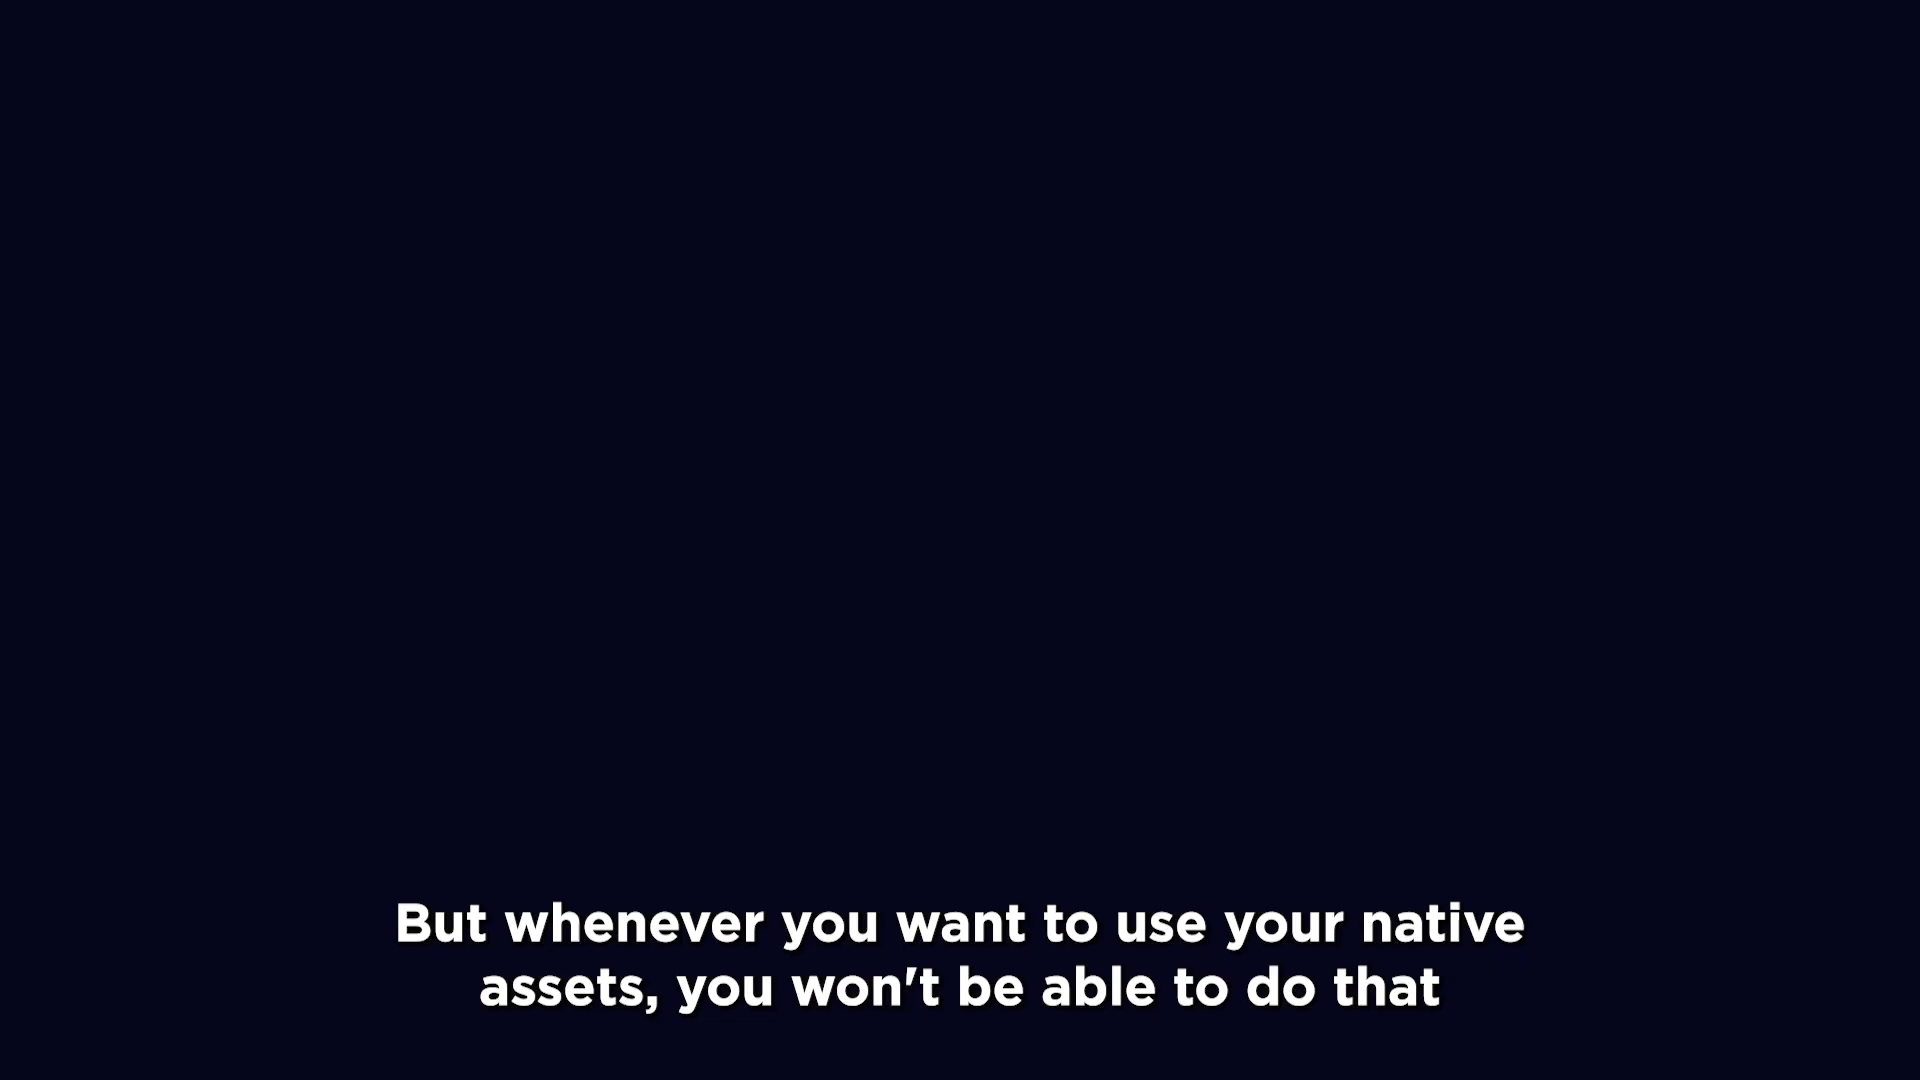 But whenever you want to use your native
assets, you won't be able to do that